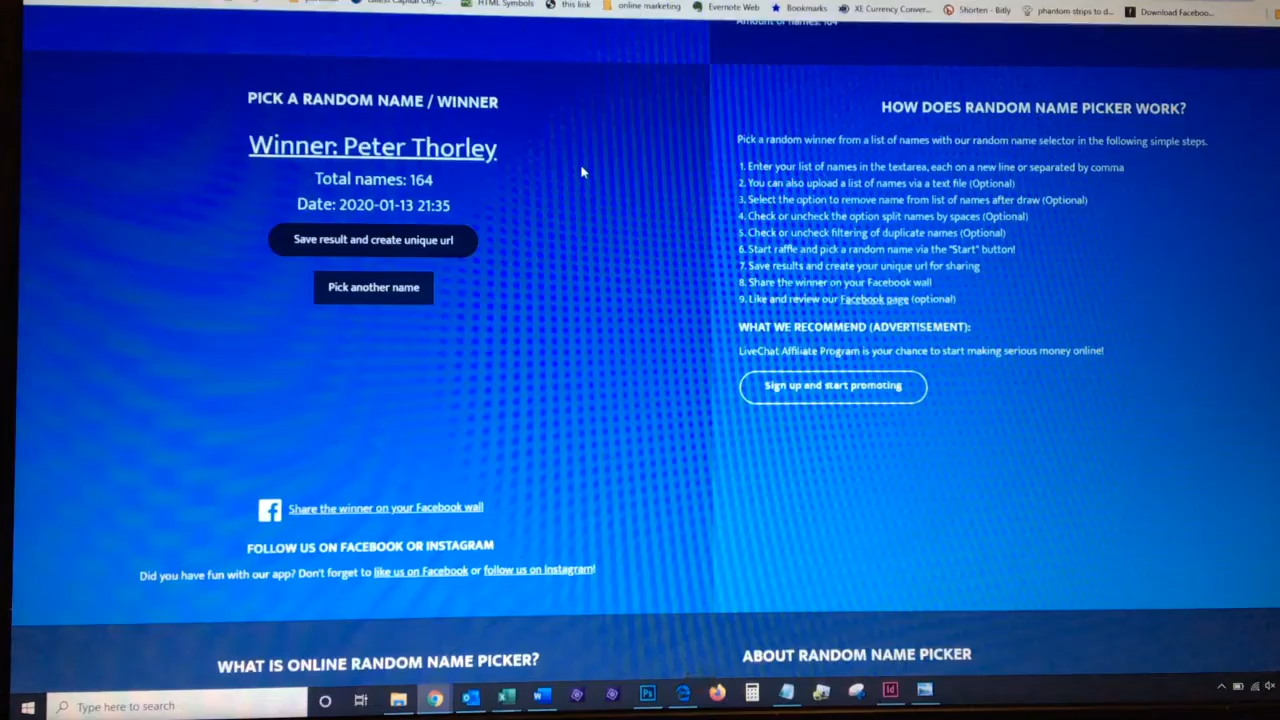 HTML Symbols
this link
online marketing
Evernote Web
Bookmarks
XE Currency Conver...
Shorten - Bitly
phantom strips to d...
Download Faceboo...
Amount of names: 164
PICK A RANDOM NAME / WINNER
Winner: Peter Thorley
Total names: 164
Date: 2020-01-13 21:35
Save result and create unique url
Pick another name
Share the winner on your Facebook wall
FOLLOW US ON FACEBOOK OR INSTAGRAM
Did you have fun with our app? Don't forget to like us on Facebook or follow us on Instagram!
WHAT IS ONLINE RANDOM NAME PICKER?
HOW DOES RANDOM NAME PICKER WORK?
Pick a random winner from a list of names with our random name selector in the following simple steps.
1. Enter your list of names in the textarea, each on a new line or separated by comma
2. You can also upload a list of names via a text file (Optional)
3. Select the option to remove name from list of names after draw (Optional)
4. Check or uncheck the option split names by spaces (Optional)
5. Check or uncheck filtering of duplicate names (Optional)
6. Start raffle and pick a random name via the "Start" button!
7. Save results and create your unique url for sharing
8. Share the winner on your Facebook wall
9. Like and review our Facebook page (optional)
WHAT WE RECOMMEND (ADVERTISEMENT):
LiveChat Affiliate Program is your chance to start making serious money online!
Sign up and start promoting
ABOUT RANDOM NAME PICKER
Type here to search
Ps
Id